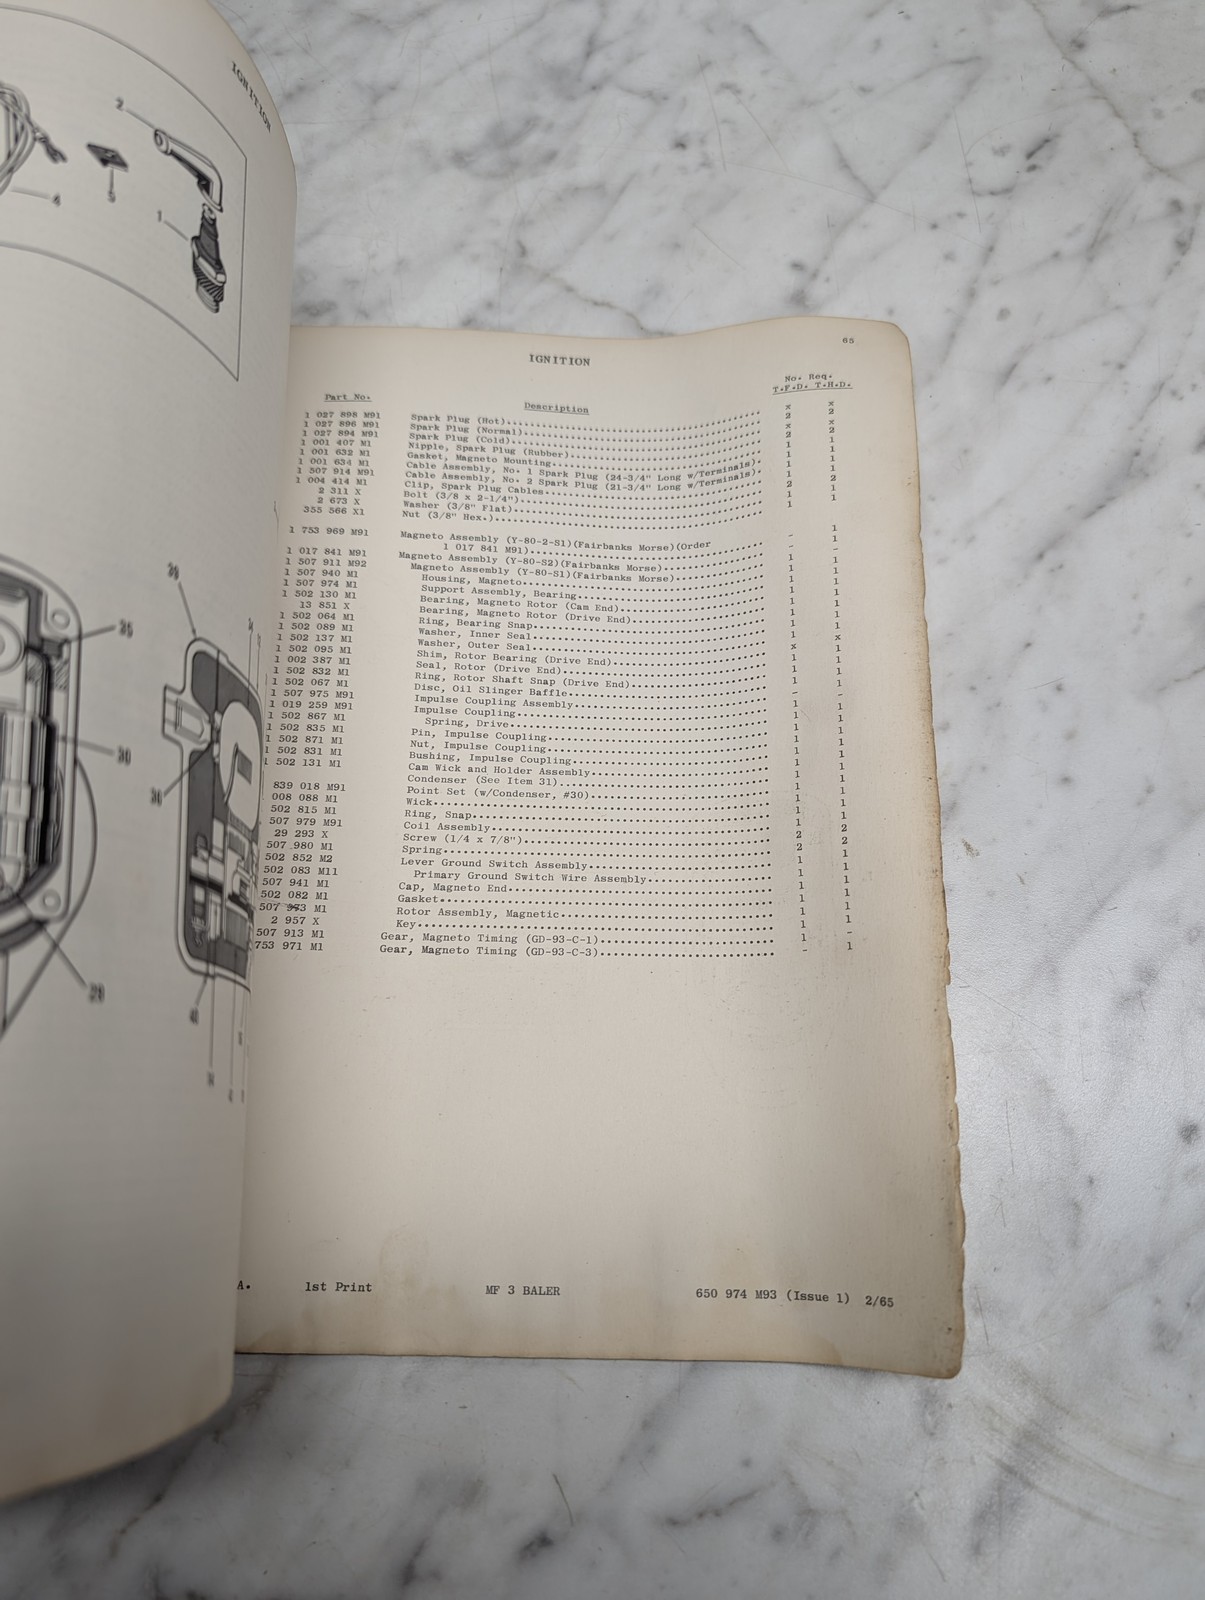 IGNITION
2
4
5
1
25
30
28
39
30
65
IGNITION
No. Req.
Part No. Description T.F.D. T.H.D.
1 027 898 M91 Spark Plug (Hot) x x
1 027 896 M91 Spark Plug (Normal) 2 2
1 027 894 M91 Spark Plug (Cold) x x
1 001 407 M1 Nipple, Spark Plug (Rubber) 2 2
1 001 632 M1 Gasket, Magneto Mounting 1 1
1 001 634 M1 Cable Assembly, No. 1 Spark Plug (24-3/4" Long w/Terminals) 1 1
1 507 914 M91 Cable Assembly, No. 2 Spark Plug (21-3/4" Long w/Terminals) 1 1
1 004 414 M1 Clip, Spark Plug Cables 1 1
2 311 X Bolt (3/8 x 2-1/4") 2 2
2 673 X Washer (3/8" Flat) 1 1
355 566 X1 Nut (3/8" Hex.) 1 1
1 753 969 M91 Magneto Assembly (Y-80-2-S1)(Fairbanks Morse)(Order
1 017 841 M91) - 1
1 017 841 M91 Magneto Assembly (Y-80-S2)(Fairbanks Morse) - 1
1 507 911 M92 Magneto Assembly (Y-80-S1)(Fairbanks Morse) 1 -
1 507 940 M1 Housing, Magneto 1 1
1 507 974 M1 Support Assembly, Bearing 1 1
1 502 130 M1 Bearing, Magneto Rotor (Cam End) 1 1
13 851 X Bearing, Magneto Rotor (Drive End) 1 1
1 502 064 M1 Ring, Bearing Snap 1 1
1 502 089 M1 Washer, Inner Seal 1 1
1 502 137 M1 Washer, Outer Seal 1 1
1 502 095 M1 Shim, Rotor Bearing (Drive End) x x
1 002 387 M1 Seal, Rotor (Drive End) 1 1
1 502 832 M1 Ring, Rotor Shaft Snap (Drive End) 1 1
1 502 067 M1 Disc, Oil Slinger Baffle 1 1
1 507 975 M91 Impulse Coupling Assembly 1 1
1 019 259 M91 Impulse Coupling - -
1 502 867 M1 Spring, Drive 1 1
1 502 835 M1 Pin, Impulse Coupling 1 1
1 502 871 M1 Nut, Impulse Coupling 1 1
1 502 831 M1 Bushing, Impulse Coupling 1 1
1 502 131 M1 Cam Wick and Holder Assembly 1 1
Condenser (See Item 31) 1 1
839 018 M91 Point Set (w/Condenser, #30) 1 1
008 088 M1 Wick 1 1
502 815 M1 Ring, Snap 1 1
507 979 M91 Coil Assembly 1 1
29 293 X Screw (1/4 x 7/8") 2 2
507 980 M1 Spring 2 2
502 852 M2 Lever Ground Switch Assembly 1 1
502 083 M11 Primary Ground Switch Wire Assembly 1 1
507 941 M1 Cap, Magneto End 1 1
502 082 M1 Gasket 1 1
507 973 M1 Rotor Assembly, Magnetic 1 1
2 957 X Key 1 1
507 913 M1 Gear, Magneto Timing (GD-93-C-1) 1 -
753 971 M1 Gear, Magneto Timing (GD-93-C-3) - 1
A. 1st Print MF 3 BALER 650 974 M93 (Issue 1) 2/65